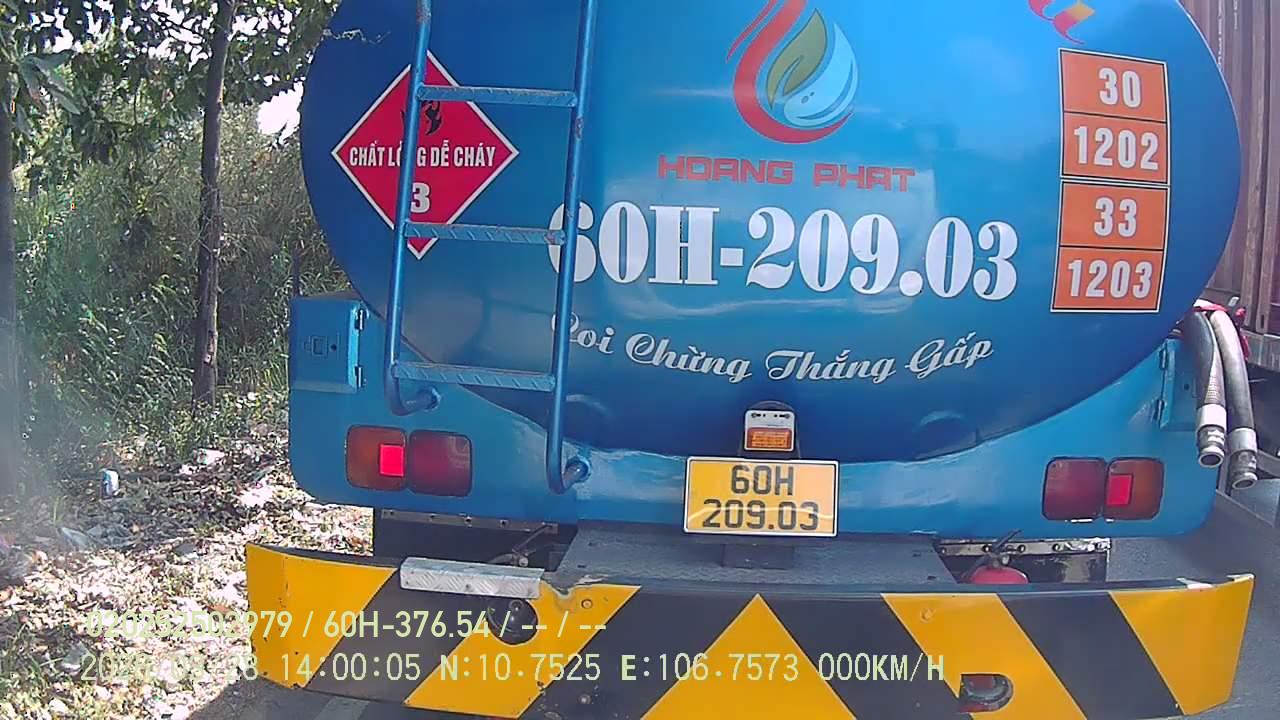 30
1202
33
1203
CHẤT LỎNG DỄ CHÁY
3
HOANG PHAT
60H-209.03
Coi Chừng Thắng Gấp
60H
209.03
/ 60H-376.54 / -- / --
14:00:05 N:10.7525 E:106.7573 000KM/H